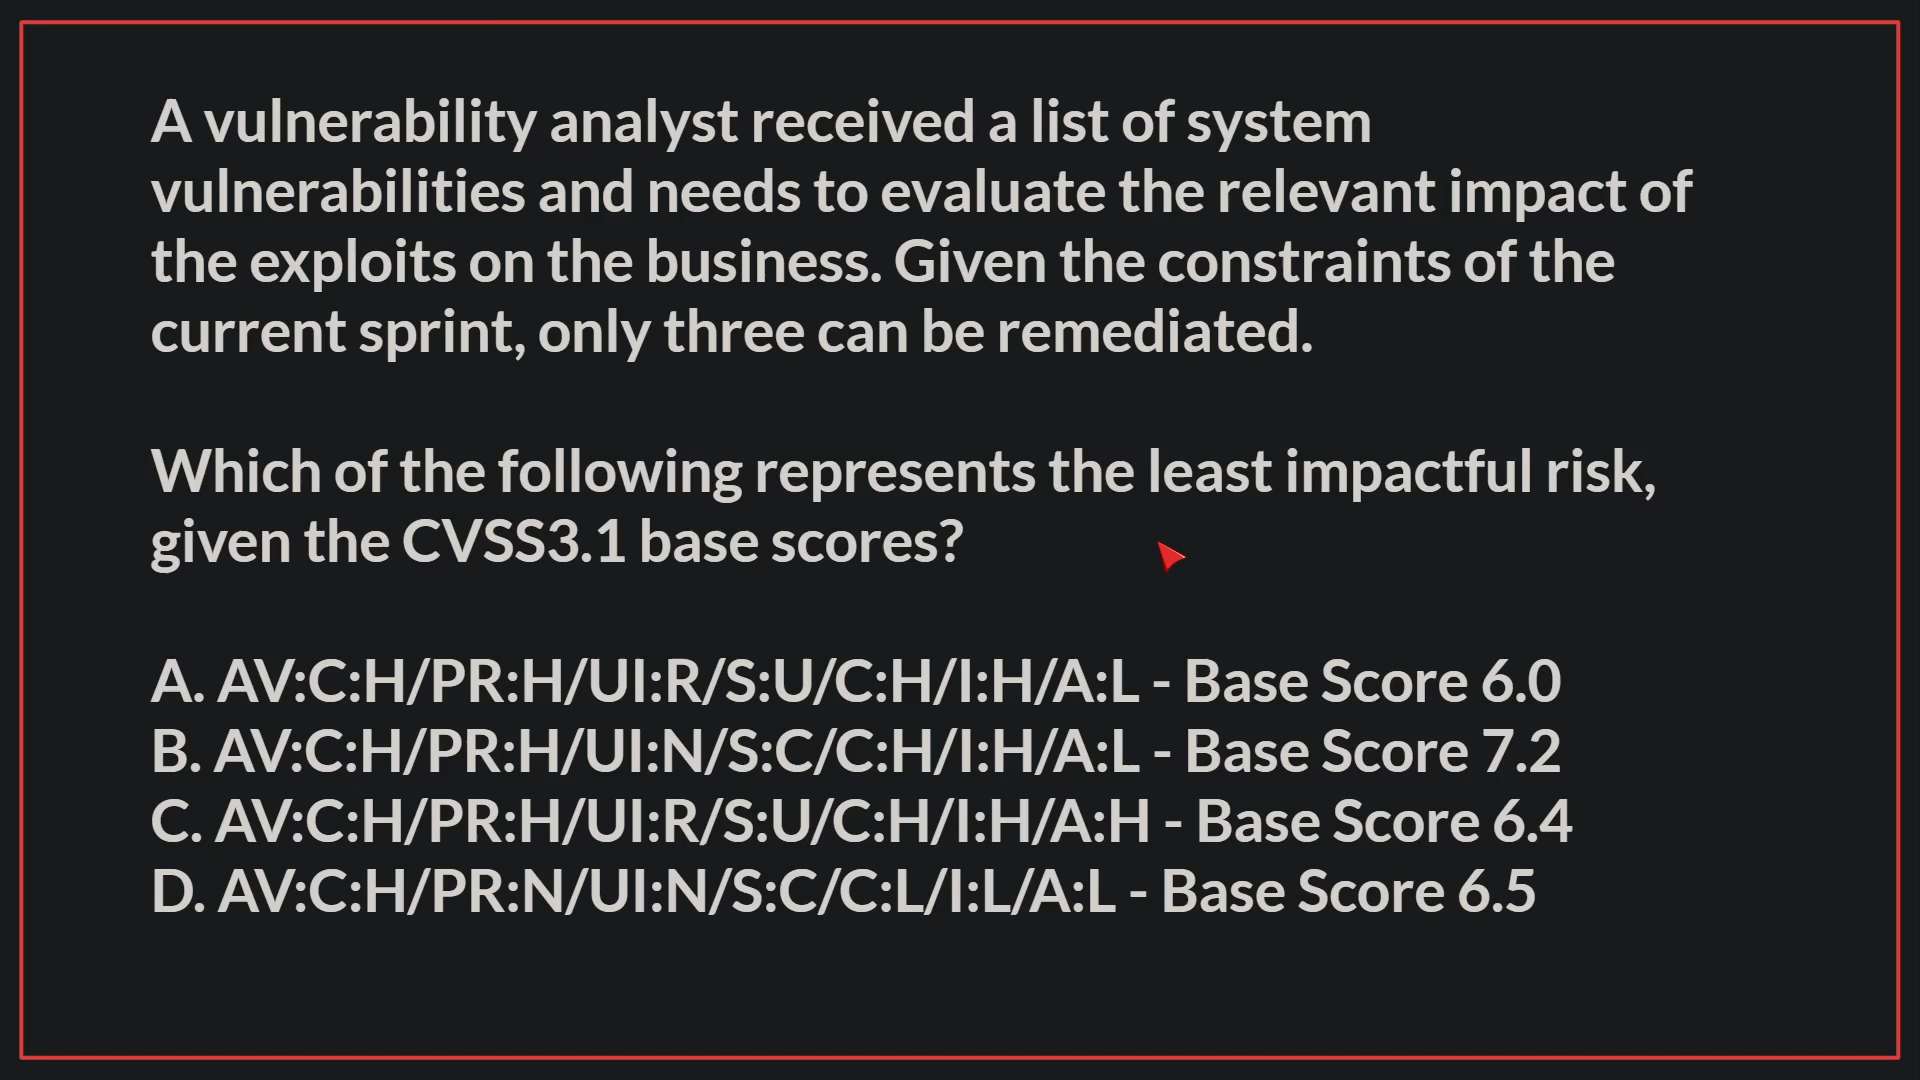 A vulnerability analyst received a list of system
vulnerabilities and needs to evaluate the relevant impact of
the exploits on the business. Given the constraints of the
current sprint, only three can be remediated.
Which of the following represents the least impactful risk,
given the CVSS3.1 base scores?
A. AV:C:H/PR:H/UI:R/S:U/C:H/I:H/A:L - Base Score 6.0
B. AV:C:H/PR:H/UI:N/S:C/C:H/I:H/A:L - Base Score 7.2
C. AV:C:H/PR:H/UI:R/S:U/C:H/I:H/A:H - Base Score 6.4
D. AV:C:H/PR:N/UI:N/S:C/C:L/I:L/A:L - Base Score 6.5